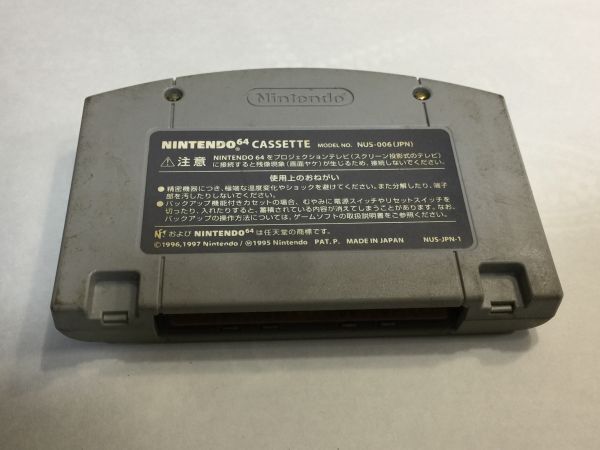 Nintendo
NINTENDO64 CASSETTE MODEL NO. NUS-006(JPN)
⚠注意 NINTENDO 64をプロジェクションテレビ(スクリーン投影式のテレビ)
に接続すると残像現象(画面ヤケ)が生じるため、接続しないでください。
使用上のおねがい
●精密機器につき、極端な温度変化やショックを避けてください。また分解したり、端子
部を汚したりしないでください。
●バックアップ機能付きカセットの場合、むやみに電源スイッチやリセットスイッチを
切ったり、入れたりすると、蓄積されている内容が消えてしまうことがあります。なお、
バックアップの操作方法については、ゲームソフトの取扱説明書をご参照ください。
N および NINTENDO64 は任天堂の商標です。
©1996,1997 Nintendo/Ⓟ1995 Nintendo PAT. P. MADE IN JAPAN NUS-JPN-1